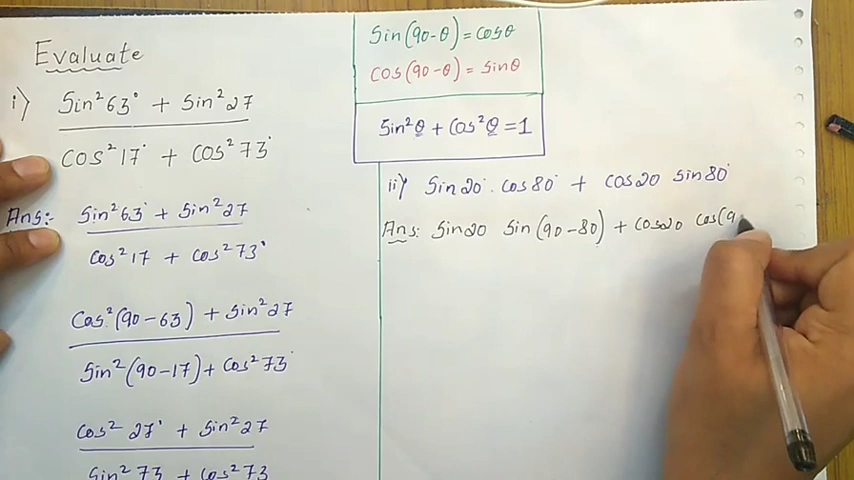 Evaluate
i) Sin²63° + Sin²27
cos²17° + cos²73°
Ans:- Sin²63° + Sin²27
cos²17 + cos²73°
Cos²(90-63) + Sin²27
Sin²(90-17) + Cos²73°
Cos² 27° + Sin²27
Sin²73 + Cos²73
Sin(90-θ) = Cosθ
Cos(90-θ) = Sinθ
Sin²θ + Cos²θ = 1
ii) Sin20°. Cos80° + Cos20 Sin80°
Ans: Sin20 Sin(90-80) + Cos20 Cos(9